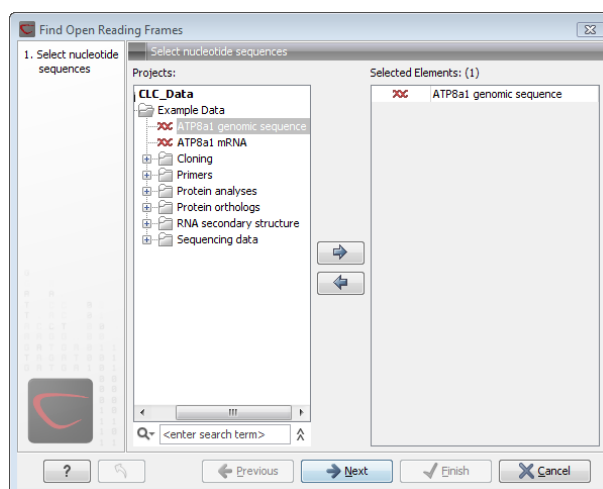 Find Open Reading Frames
1. Select nucleotide
sequences
Select nucleotide sequences
Projects:
CLC_Data
Example Data
ATP8a1 genomic sequence
ATP8a1 mRNA
Cloning
Primers
Protein analyses
Protein orthologs
RNA secondary structure
Sequencing data
<enter search term>
Selected Elements: (1)
ATP8a1 genomic sequence
?
Previous
Next
Finish
Cancel